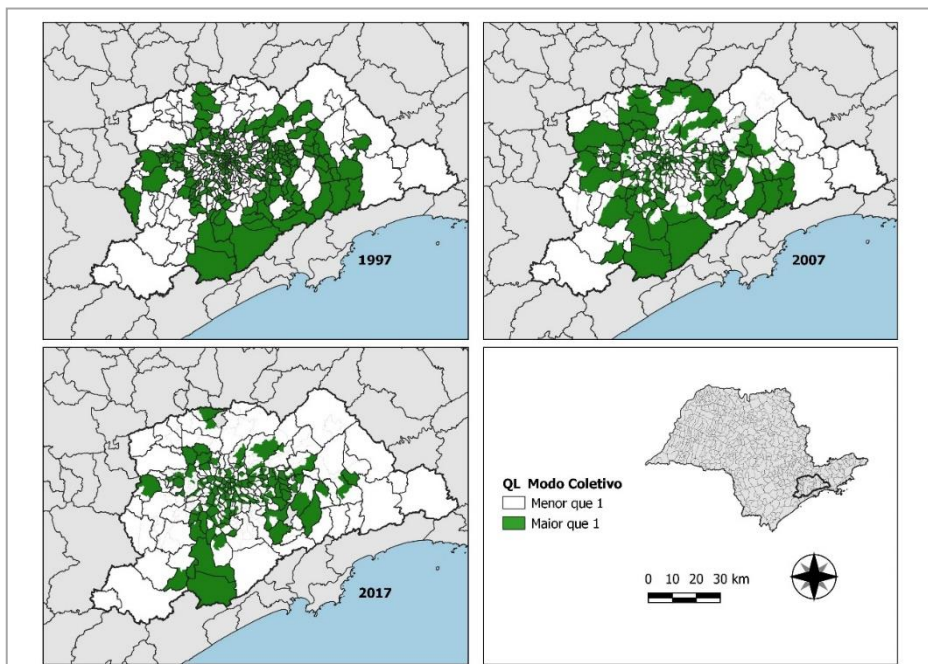 1997
2007
2017
QL Modo Coletivo
Menor que 1
Maior que 1
0 10 20 30 km